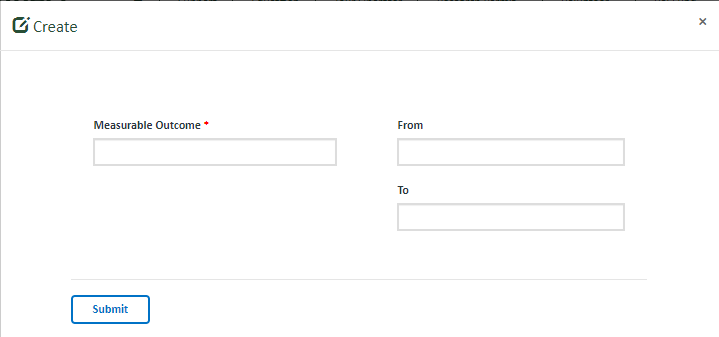 Create
×
Measurable Outcome *
From
To
Submit